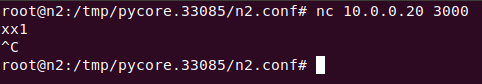 root@n2:/tmp/pycore.33085/n2.conf# nc 10.0.0.20 3000
xx1
^C
root@n2:/tmp/pycore.33085/n2.conf#